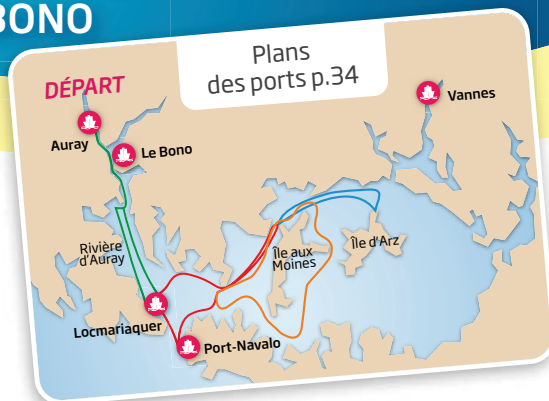 BONO
Plans
des ports p.34
DÉPART
Vannes
Auray
Le Bono
Rivière
d'Auray
Île aux
Moines
Île d'Arz
Locmariaquer
Port-Navalo